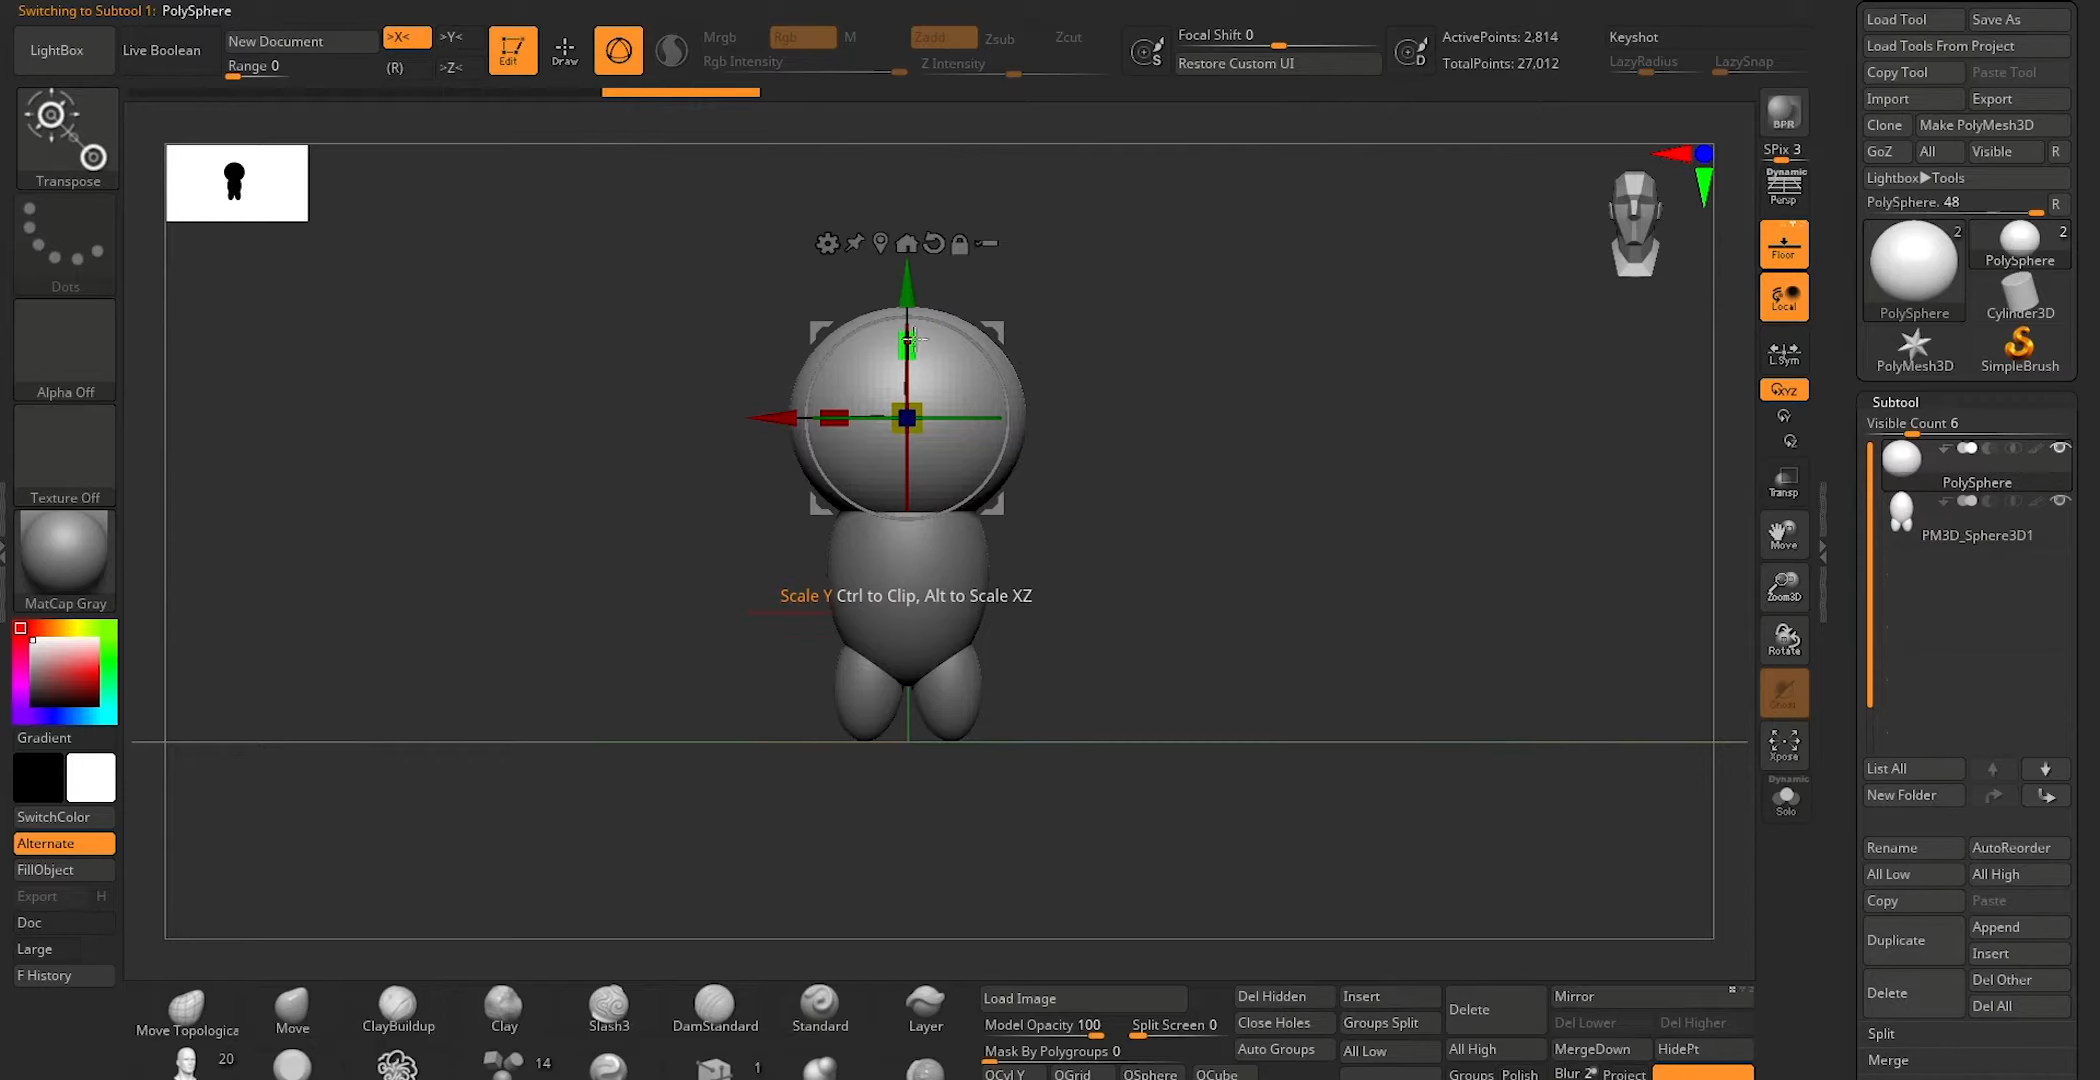 Switching to Subtool 1: PolySphere
LightBox
Live Boolean
New Document
Range 0
>X<
>Y<
(R)
>Z<
Edit
Draw
Mrgb
Rgb
M
Rgb Intensity
Zadd
Zsub
Zcut
Z Intensity
S
Focal Shift 0
Restore Custom UI
D
ActivePoints: 2,814
TotalPoints: 27,012
Keyshot
LazyRadius
LazySnap
Transpose
Dots
Alpha Off
Texture Off
MatCap Gray
Gradient
SwitchColor
Alternate
FillObject
Export H
Doc
Large
F History
Scale Y Ctrl to Clip, Alt to Scale XZ
BPR
SPix 3
Dynamic
Persp
Floor
Local
L.Sym
XYZ
Y
Z
Transp
Move
Zoom3D
Rotate
Ghost
Xpose
Dynamic
Solo
Load Tool
Save As
Load Tools From Project
Copy Tool
Paste Tool
Import
Export
Clone
Make PolyMesh3D
GoZ
All
Visible
R
Lightbox▶Tools
PolySphere. 48
R
2
PolySphere
2
PolySphere
Cylinder3D
PolyMesh3D
SimpleBrush
Subtool
Visible Count 6
PolySphere
PM3D_Sphere3D1
List All
New Folder
Rename
AutoReorder
All Low
All High
Copy
Paste
Duplicate
Append
Insert
Delete
Del Other
Del All
Split
Merge
Move Topologica
Move
ClayBuildup
Clay
Slash3
DamStandard
Standard
Layer
20
14
1
Load Image
Model Opacity 100
Split Screen 0
Mask By Polygroups 0
QCyl Y
QGrid
QSphere
QCube
Del Hidden
Insert
Close Holes
Groups Split
Auto Groups
All Low
Delete
All High
Groups
Polish
Mirror
Del Lower
Del Higher
MergeDown
HidePt
Blur 2
Project